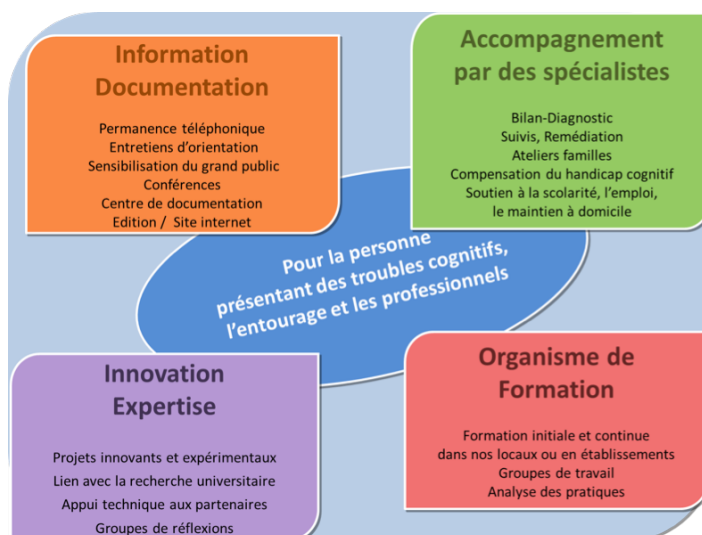 Information
Documentation
Permanence téléphonique
Entretiens d'orientation
Sensibilisation du grand public
Conférences
Centre de documentation
Edition / Site internet
Accompagnement
par des spécialistes
Bilan-Diagnostic
Suivis, Remédiation
Ateliers familles
Compensation du handicap cognitif
Soutien à la scolarité, l'emploi,
le maintien à domicile
Pour la personne
présentant des troubles cognitifs,
l'entourage et les professionnels
Innovation
Expertise
Projets innovants et expérimentaux
Lien avec la recherche universitaire
Appui technique aux partenaires
Groupes de réflexions
Organisme de
Formation
Formation initiale et continue
dans nos locaux ou en établissements
Groupes de travail
Analyse des pratiques